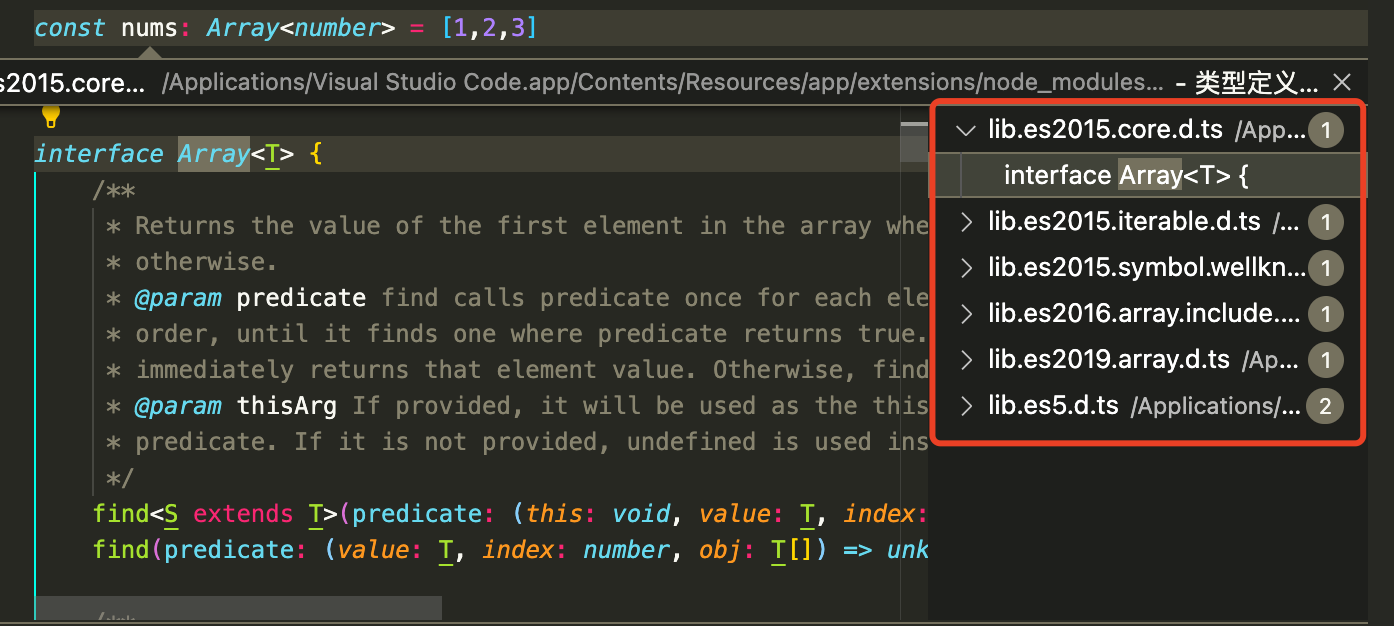 const nums: Array<number> = [1,2,3]
s2015.core... /Applications/Visual Studio Code.app/Contents/Resources/app/extensions/node_modules... – 类型定义...
interface Array<T> {
/**
* Returns the value of the first element in the array whe
* otherwise.
* @param predicate find calls predicate once for each ele
* order, until it finds one where predicate returns true.
* immediately returns that element value. Otherwise, find
* @param thisArg If provided, it will be used as the this
* predicate. If it is not provided, undefined is used ins
*/
find<S extends T>(predicate: (this: void, value: T, index:
find(predicate: (value: T, index: number, obj: T[]) => unk
lib.es2015.core.d.ts /App... 1
interface Array<T> {
lib.es2015.iterable.d.ts /... 1
lib.es2015.symbol.wellkn... 1
lib.es2016.array.include.... 1
lib.es2019.array.d.ts /Ap... 1
lib.es5.d.ts /Applications/... 2